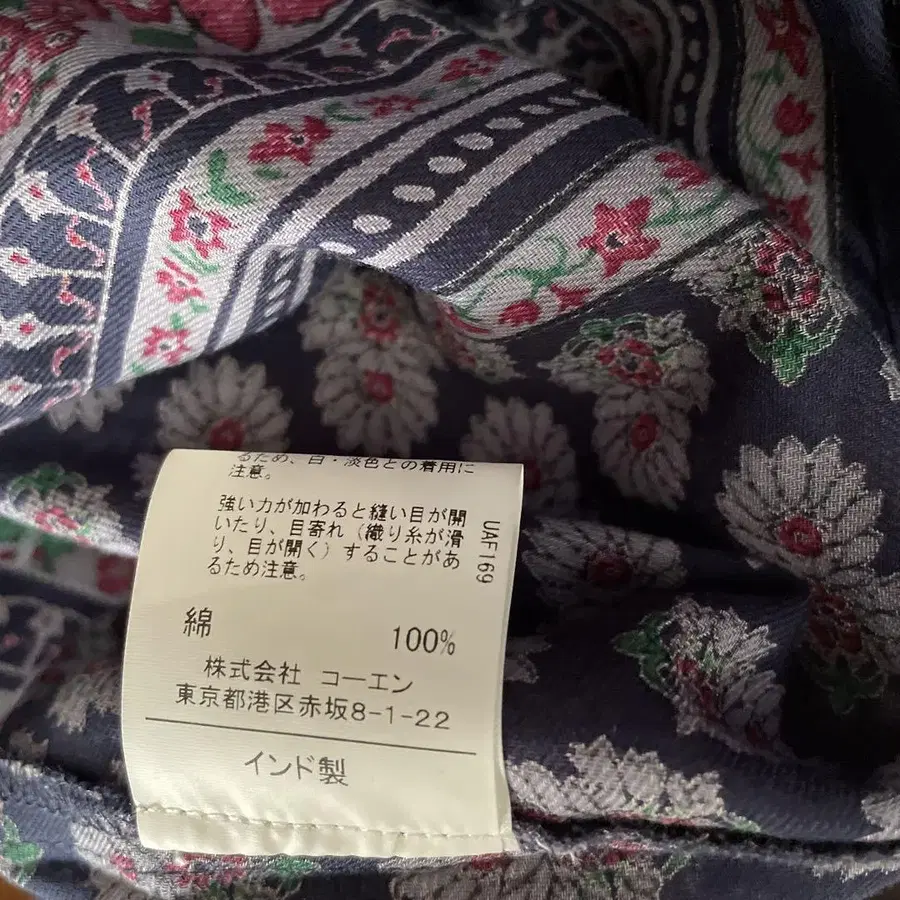 るため、白・淡色との着用に
注意。
強い力が加わると縫い目が開
いたり、目寄れ（織り糸が滑
り、目が開く）することがあ
るため注意。
綿 100%
株式会社 コーエン
東京都港区赤坂8-1-22
インド製
UAF169